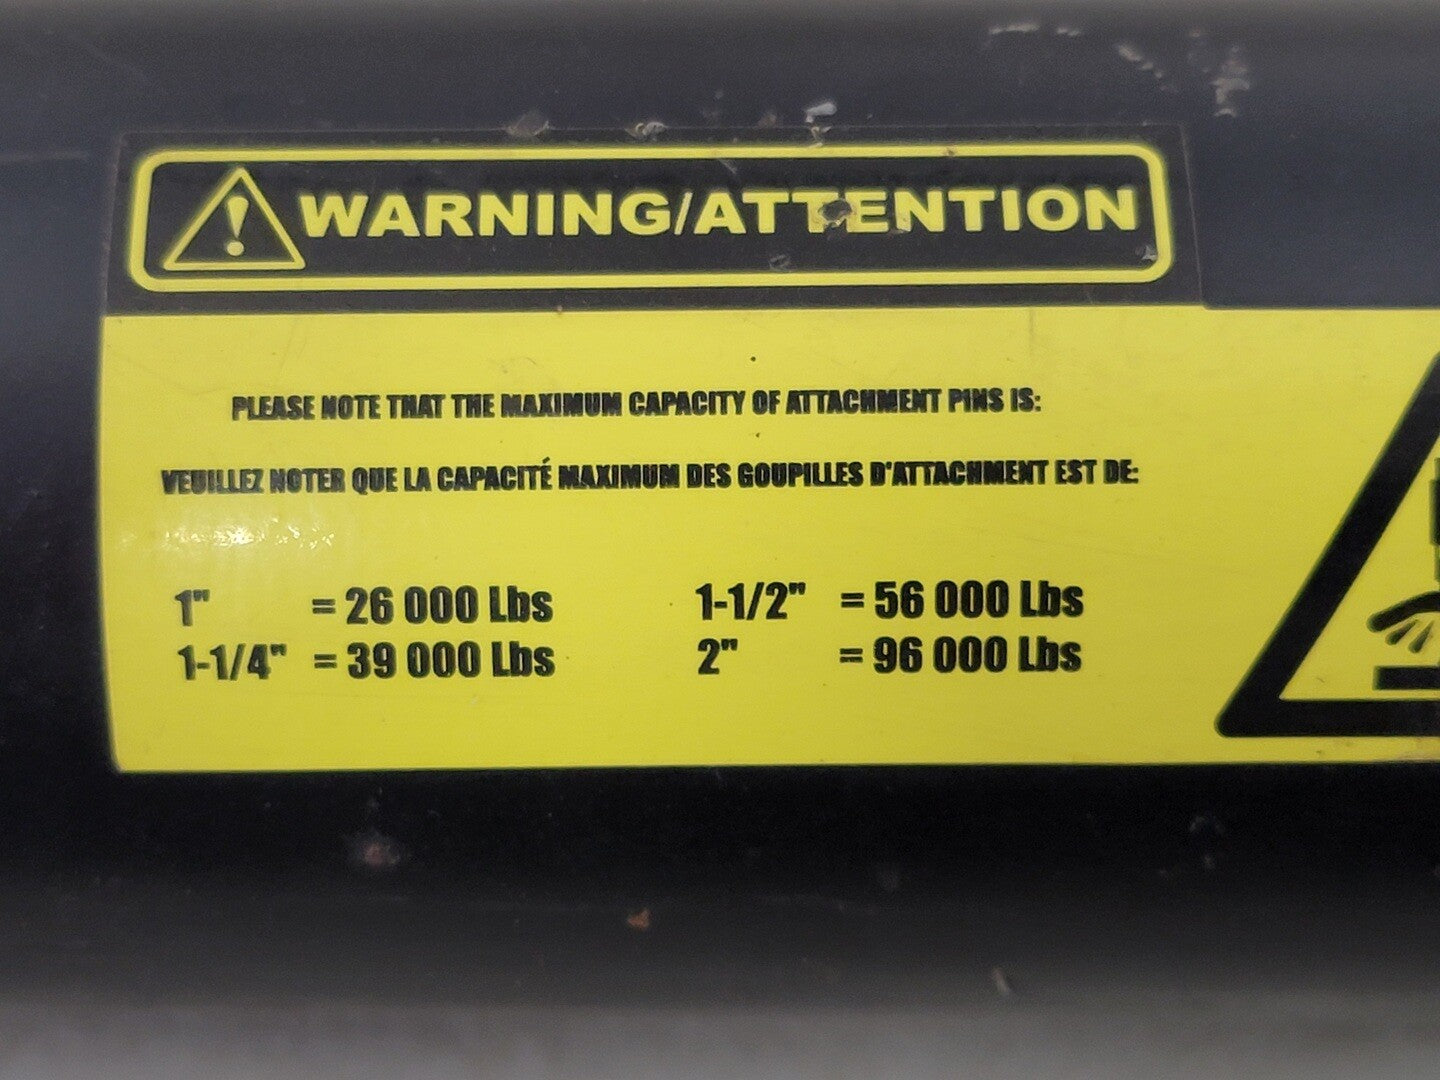 WARNING/ATTENTION
PLEASE NOTE THAT THE MAXIMUM CAPACITY OF ATTACHMENT PINS IS:
VEUILLEZ NOTER QUE LA CAPACITÉ MAXIMUM DES GOUPILLES D'ATTACHMENT EST DE:
1" = 26 000 Lbs 1-1/2" = 56 000 Lbs
1-1/4" = 39 000 Lbs 2" = 96 000 Lbs